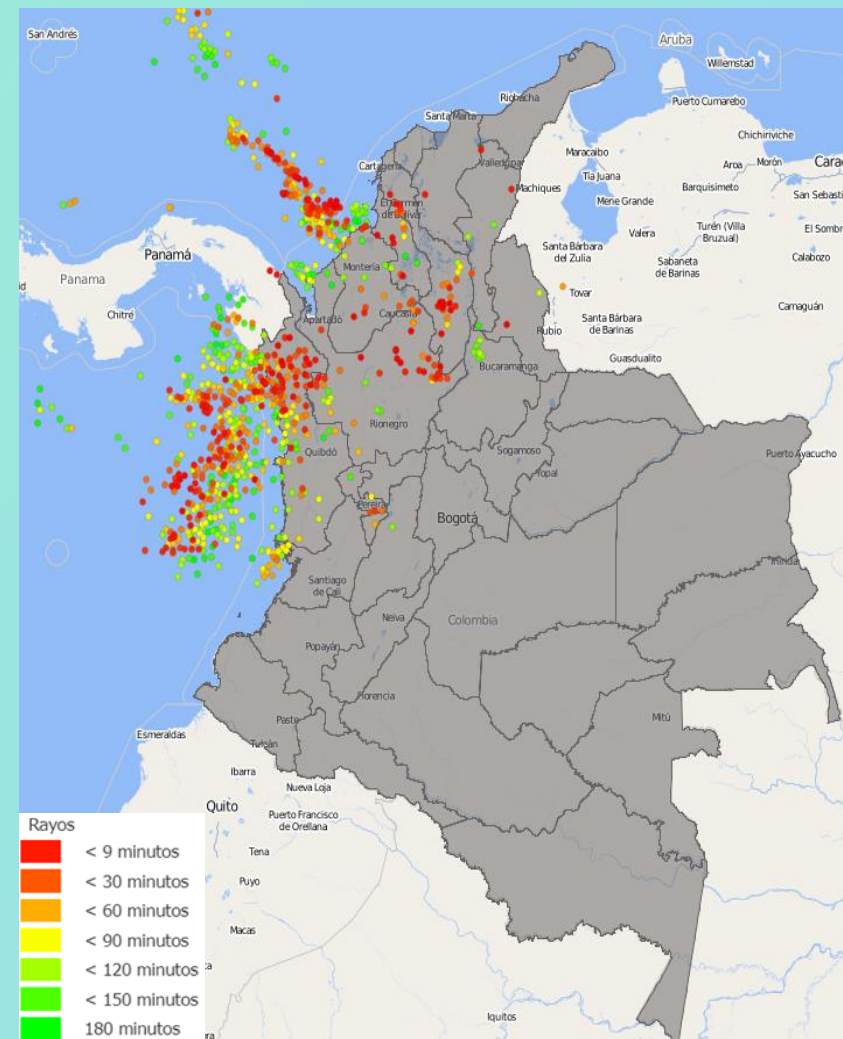 San Andrés
Aruba
Willemstad
Riohacha
Puerto Cumarebo
Santa Marta
Chichiriviche
Cartagena
Valledupar
Maracaibo
Aroa
Morón
Tía Juana
Machiques
Barquisimeto
San Sebasti
El Carmen
de Bolívar
Mene Grande
Turén (Villa
Bruzual)
El Sombr
Valera
Panamá
Santa Bárbara
del Zulia
Sabaneta
de Barinas
Calabozo
Montería
Panama
Tovar
Camaguán
Chitré
Apartadó
Caucasia
Santa Bárbara
de Barinas
Rubio
Guasdualito
Bucaramanga
Rionegro
Quibdó
Sogamoso
Yopal
Puerto Ayacucho
Pereira
Bogotá
Inírida
Santiago
de Cali
Neiva
Colombia
Popayán
Florencia
Mitú
Pasto
Esmeraldas
Tulcán
Ibarra
Nueva Loja
Quito
Puerto Francisco
de Orellana
Tena
Puyo
Macas
Iquitos
Rayos
< 9 minutos
< 30 minutos
< 60 minutos
< 90 minutos
< 120 minutos
< 150 minutos
180 minutos